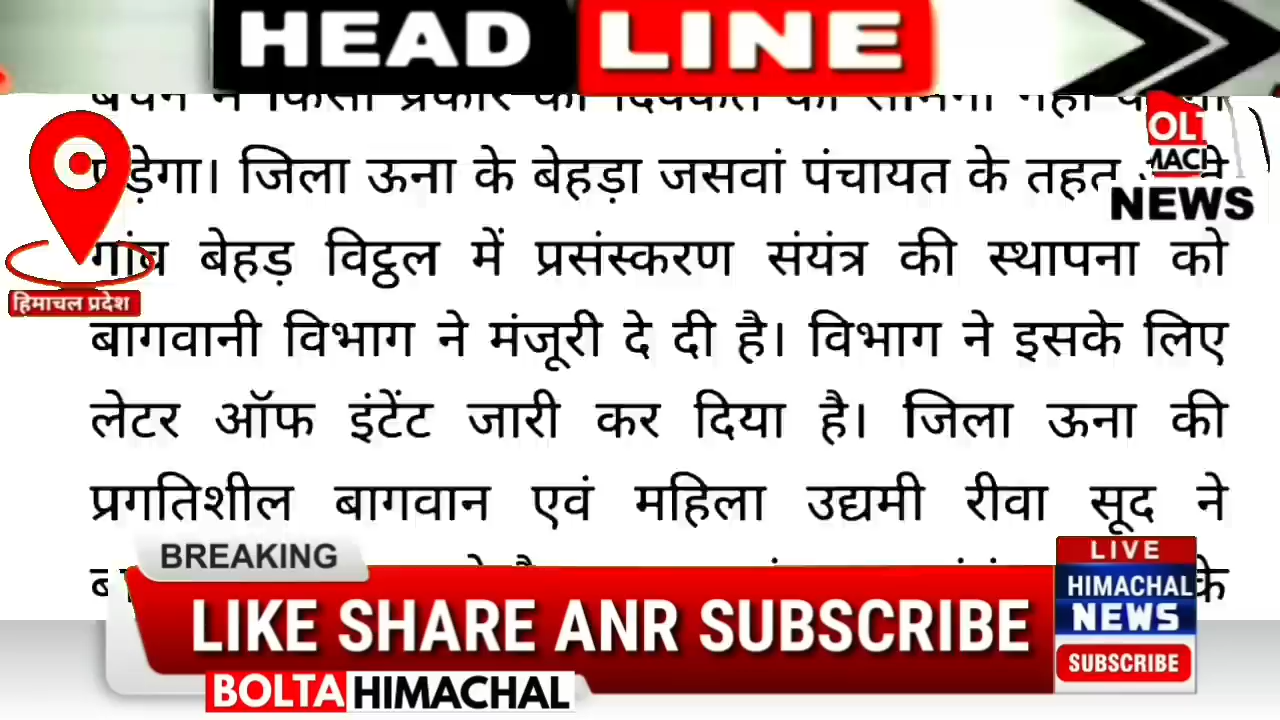 HEAD LINE
जिला ऊना के बेहड़ा जसवां पंचायत के तहत
गांव बेहड़ विट्ठल में प्रसंस्करण संयंत्र की स्थापना को
बागवानी विभाग ने मंजूरी दे दी है। विभाग ने इसके लिए
लेटर ऑफ इंटेंट जारी कर दिया है। जिला ऊना की
प्रगतिशील बागवान एवं महिला उद्यमी रीवा सूद ने
हिमाचल प्रदेश
NEWS
BREAKING
LIKE SHARE ANR SUBSCRIBE
BOLTA HIMACHAL
LIVE
HIMACHAL
NEWS
SUBSCRIBE